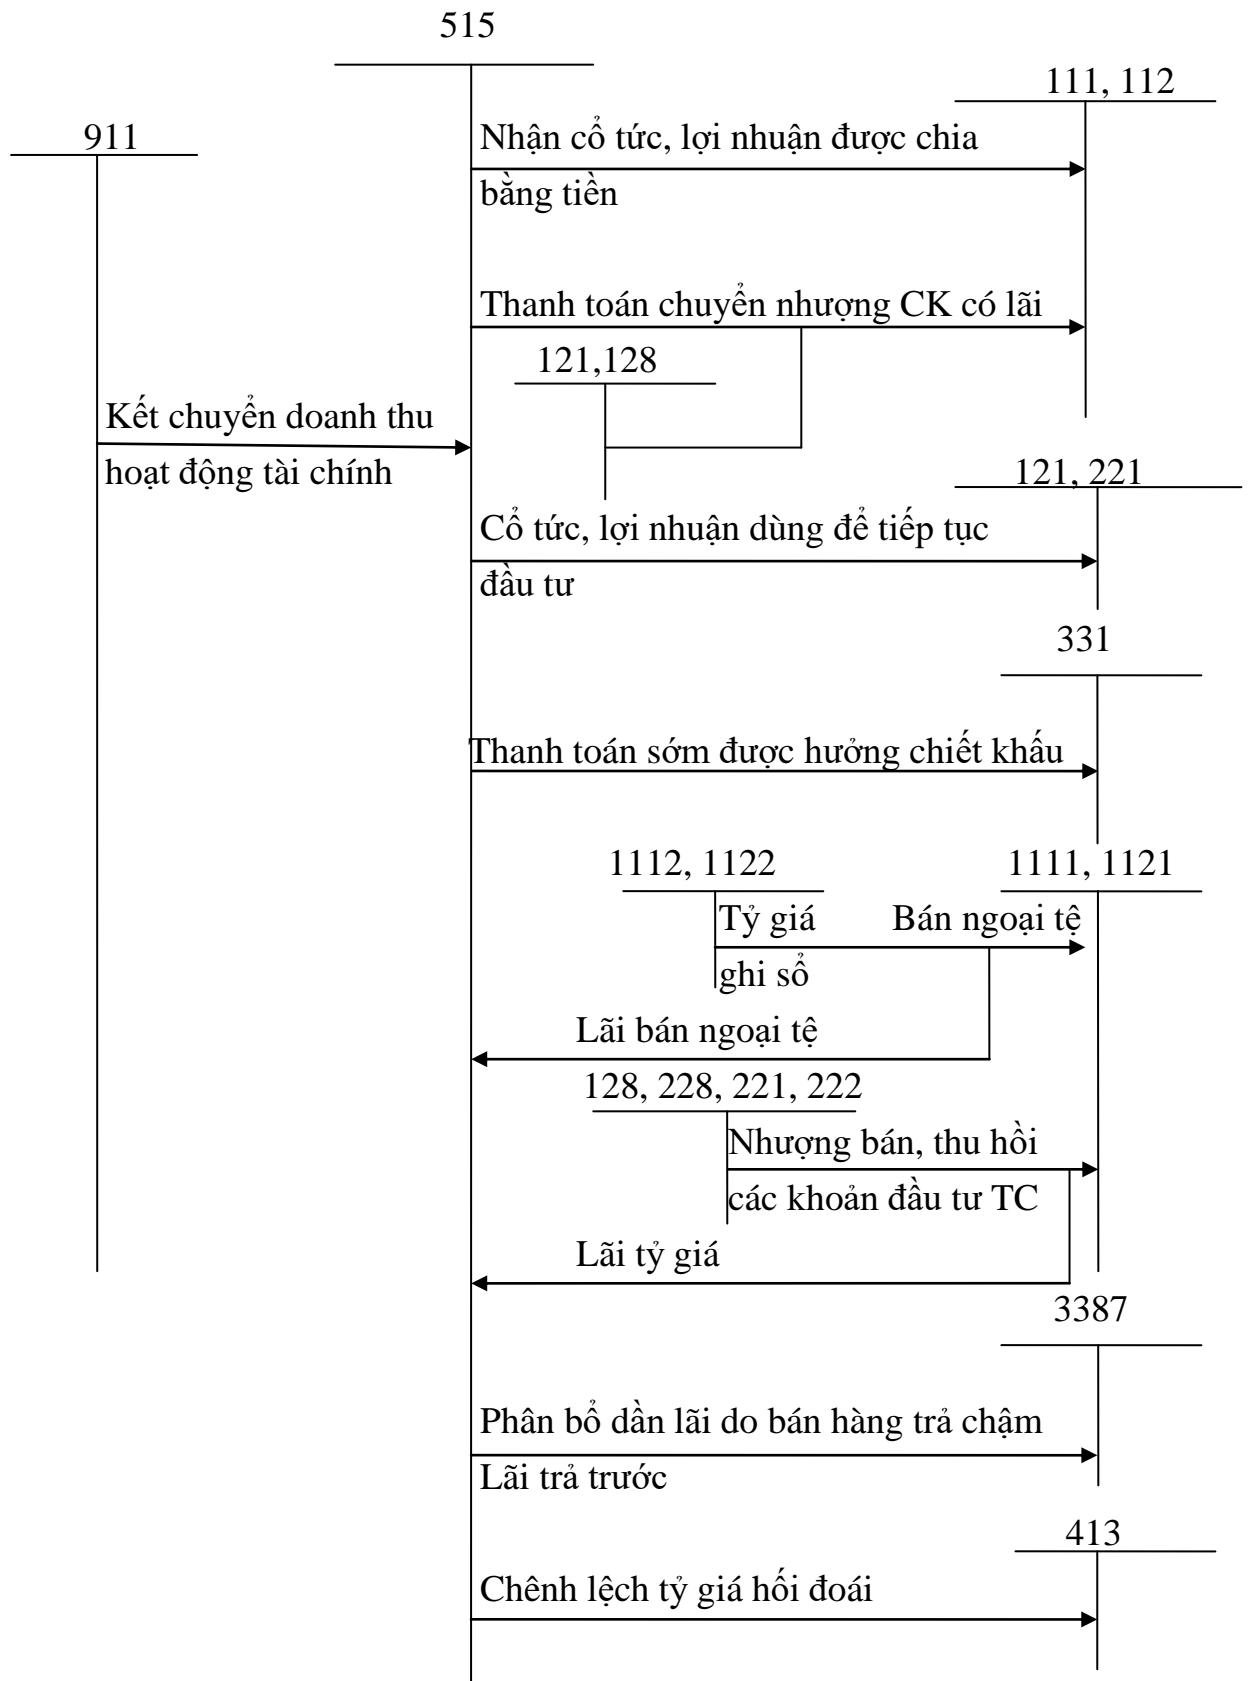 515
111, 112
911
Nhận cổ tức, lợi nhuận được chia
bằng tiền
Thanh toán chuyển nhượng CK có lãi
121,128
Kết chuyển doanh thu
hoạt động tài chính
121, 221
Cổ tức, lợi nhuận dùng để tiếp tục
đầu tư
331
Thanh toán sớm được hưởng chiết khấu
1112, 1122
1111, 1121
Tỷ giá
Bán ngoại tệ
ghi sổ
Lãi bán ngoại tệ
128, 228, 221, 222
Nhượng bán, thu hồi
các khoản đầu tư TC
Lãi tỷ giá
3387
Phân bổ dần lãi do bán hàng trả chậm
Lãi trả trước
413
Chênh lệch tỷ giá hối đoái